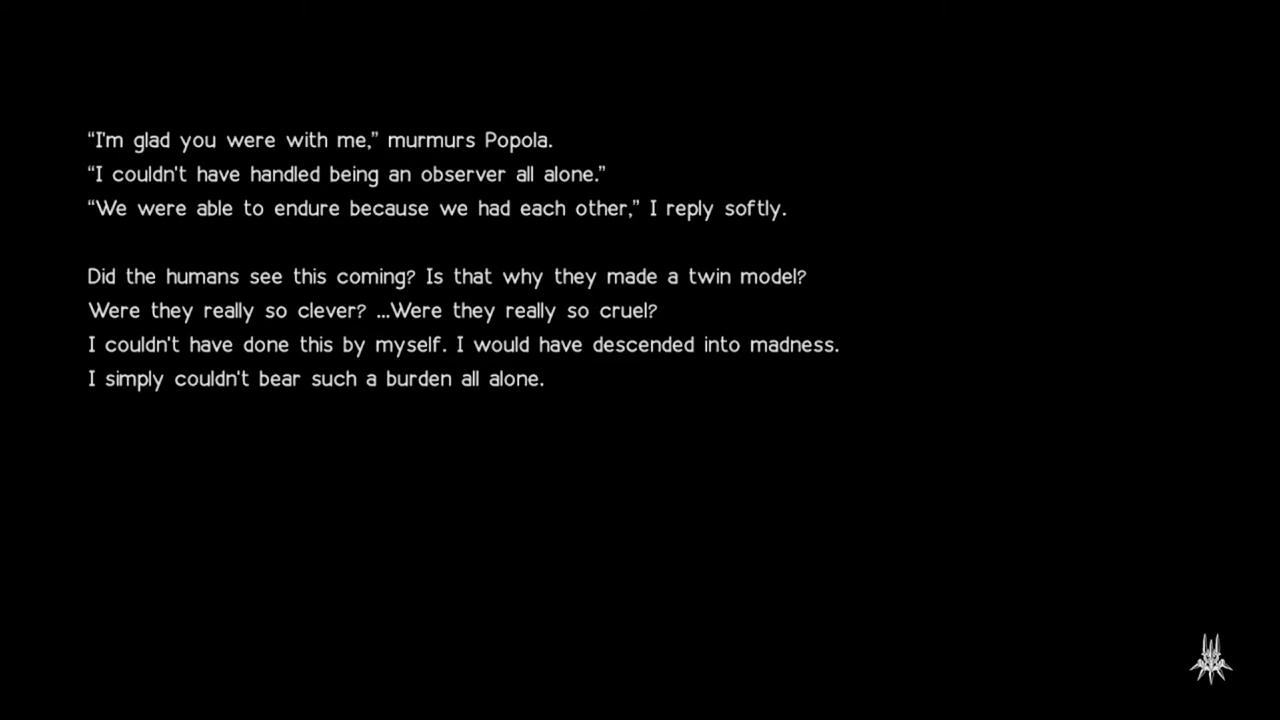 “I'm glad you were with me,” murmurs Popola.
“I couldn't have handled being an observer all alone.”
“We were able to endure because we had each other,” I reply softly.
Did the humans see this coming? Is that why they made a twin model?
Were they really so clever? ...Were they really so cruel?
I couldn't have done this by myself. I would have descended into madness.
I simply couldn't bear such a burden all alone.